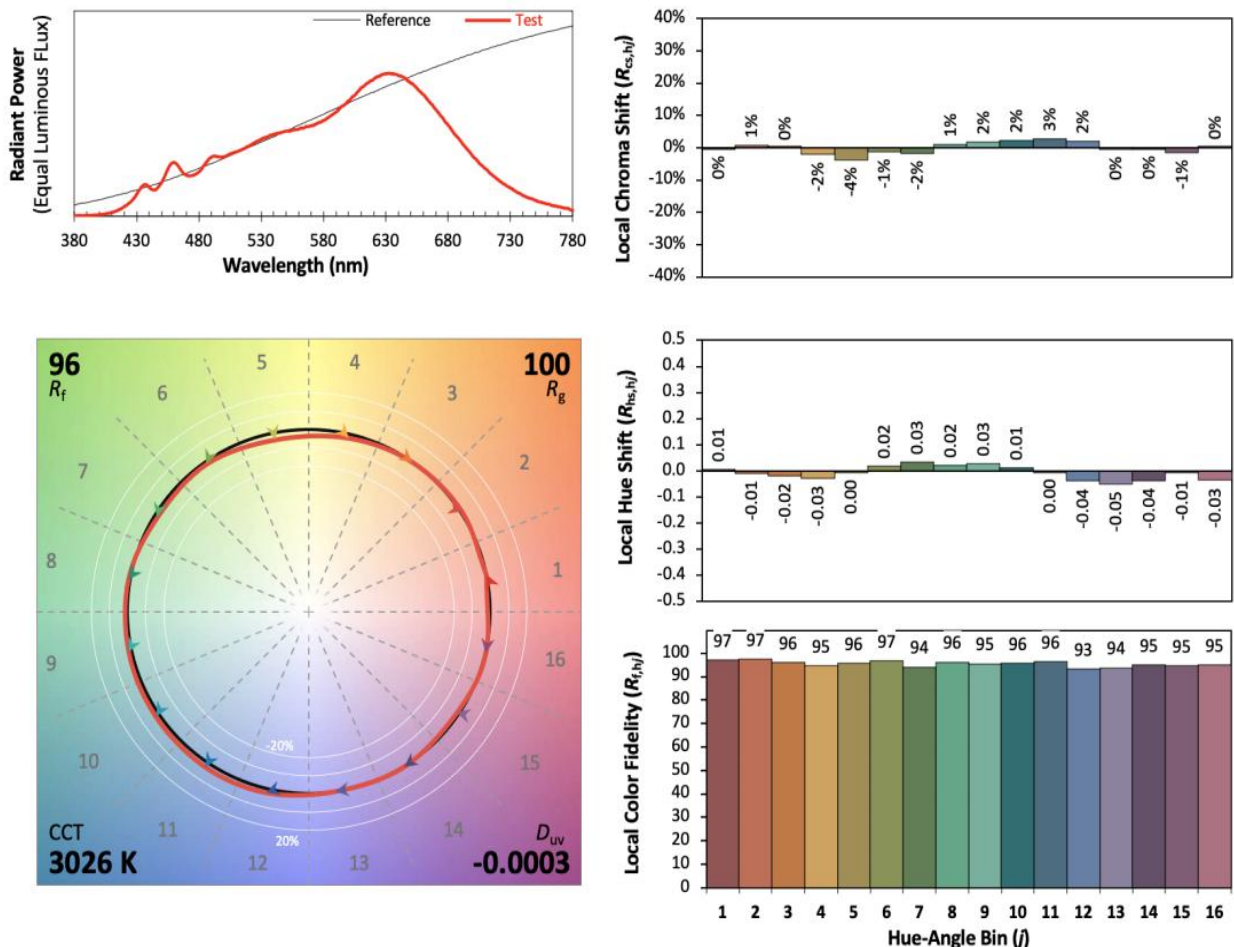 Reference
Test
Radiant Power
(Equal Luminous FLux)
380 430 480 530 580 630 680 730 780
Wavelength (nm)
Local Chroma Shift (Rcs,hj)
40%
30%
20%
10%
0%
-10%
-20%
-30%
-40%
0% 1% 0% -2% -4% -1% -2% 1% 2% 2% 3% 2% 0% 0% -1% 0%
96
Rf
100
Rg
5 4
6 3
7 2
8 1
9 16
10 15
11 14
12 13
-20%
20%
CCT
3026 K
Duv
-0.0003
Local Hue Shift (Rhs,hj)
0.5
0.4
0.3
0.2
0.1
0.0
-0.1
-0.2
-0.3
-0.4
-0.5
0.01 -0.01 -0.02 -0.03 0.00 0.02 0.03 0.02 0.03 0.01 0.00 -0.04 -0.05 -0.04 -0.01 -0.03
Local Color Fidelity (Rf,hj)
100
90
80
70
60
50
40
30
20
10
0
97 97 96 95 96 97 94 96 95 96 96 93 94 95 95 95
1 2 3 4 5 6 7 8 9 10 11 12 13 14 15 16
Hue-Angle Bin (j)